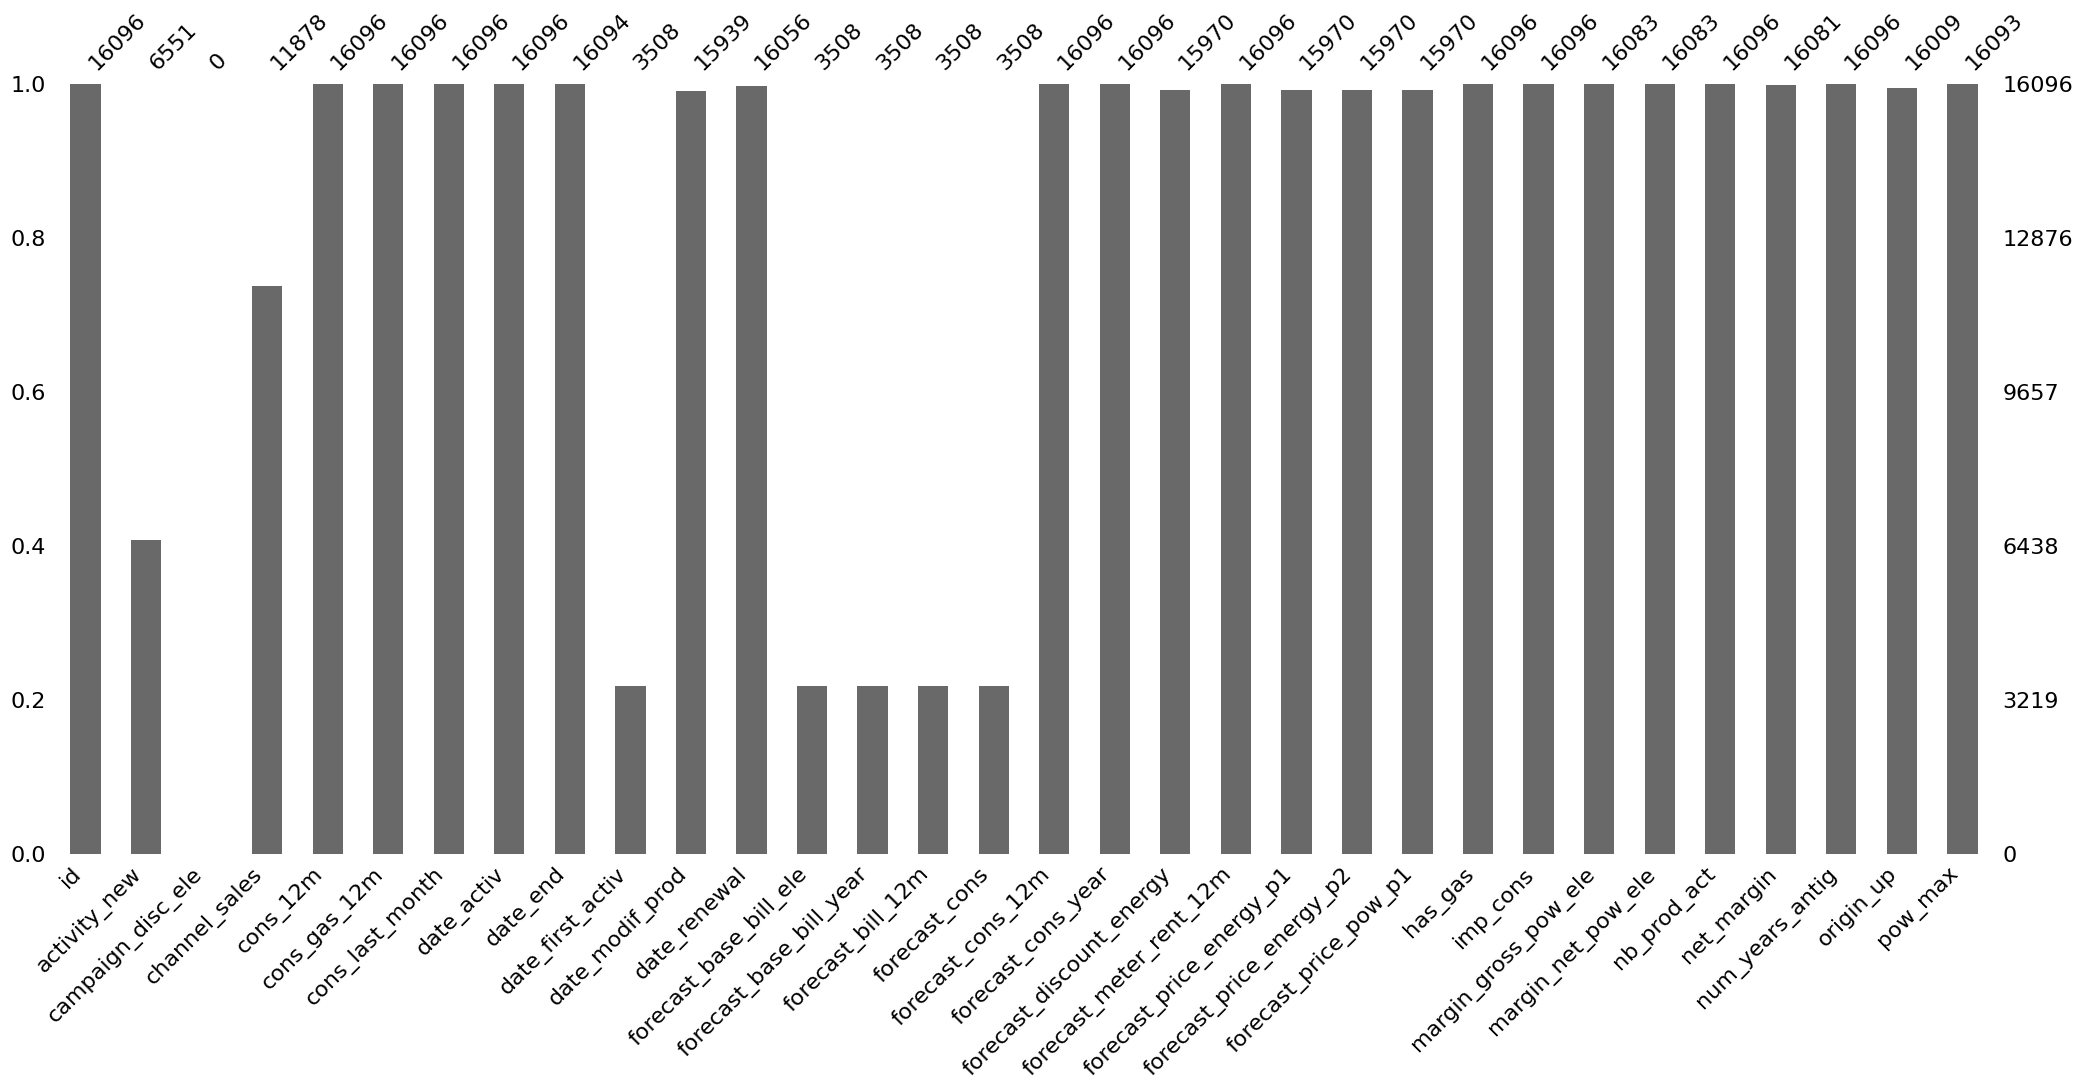 16096
6551
0
11878
16096
16096
16096
16096
16094
3508
15939
16056
3508
3508
3508
3508
16096
16096
15970
16096
15970
15970
15970
16096
16096
16083
16083
16096
16081
16096
16009
16093
1.0
16096
0.8
12876
0.6
9657
0.4
6438
0.2
3219
0.0
0
id
activity_new
campaign_disc_ele
channel_sales
cons_12m
cons_gas_12m
cons_last_month
date_activ
date_end
date_first_activ
date_modif_prod
date_renewal
forecast_base_bill_ele
forecast_base_bill_year
forecast_bill_12m
forecast_cons
forecast_cons_12m
forecast_cons_year
forecast_discount_energy
forecast_meter_rent_12m
forecast_price_energy_p1
forecast_price_energy_p2
forecast_price_pow_p1
has_gas
imp_cons
margin_gross_pow_ele
margin_net_pow_ele
nb_prod_act
net_margin
num_years_antig
origin_up
pow_max